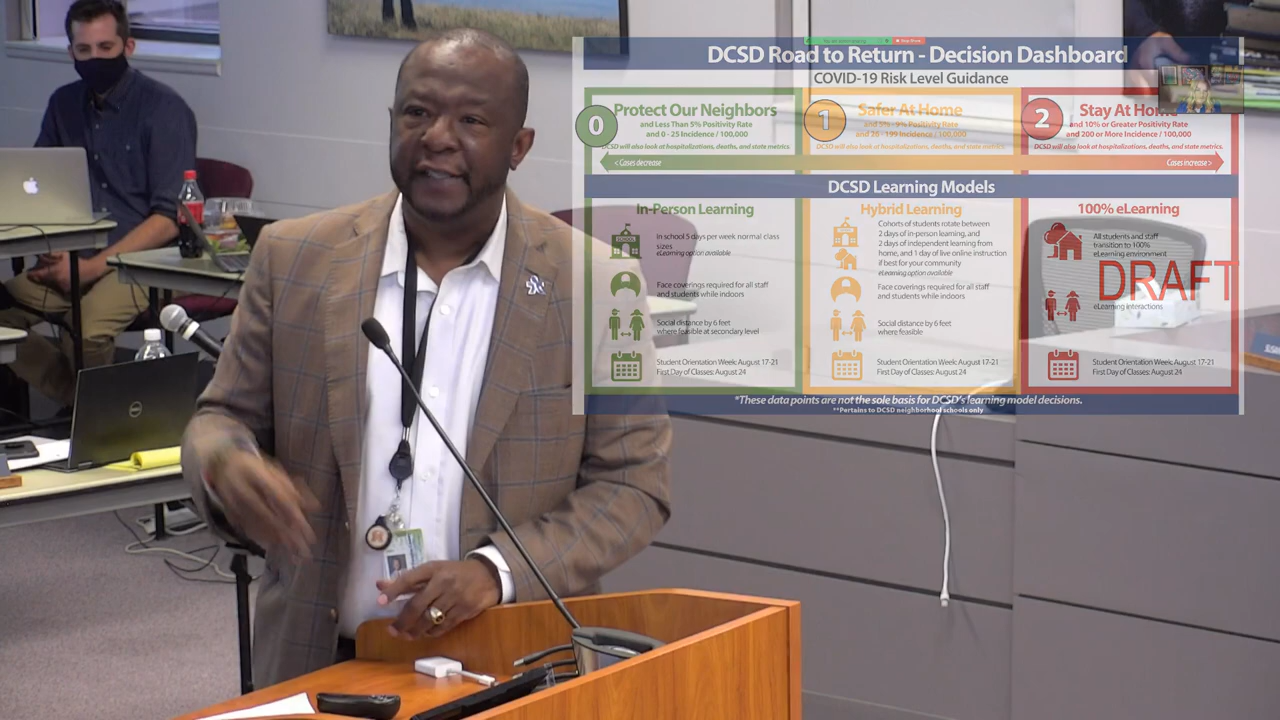 DCSD Road to Return - Decision Dashboard
COVID-19 Risk Level Guidance
0
Protect Our Neighbors
and Less Than 5% Positivity Rate
and 0 - 25 Incidence / 100,000
DCSD will also look at hospitalizations, deaths, and state metrics.
1
Safer At Home
and 5% - 9% Positivity Rate
and 26 - 199 Incidence / 100,000
DCSD will also look at hospitalizations, deaths, and state metrics.
2
Stay At Home
and 10% or Greater Positivity Rate
and 200 or More Incidence / 100,000
DCSD will also look at hospitalizations, deaths, and state metrics.
< Cases decrease
Cases increase >
DCSD Learning Models
In-Person Learning
SCHOOL
In school 5 days per week normal class
sizes
eLearning option available
Face coverings required for all staff
and students while indoors
Social distance by 6 feet
where feasible at secondary level
Student Orientation Week: August 17-21
First Day of Classes: August 24
Hybrid Learning
Cohorts of students rotate between
2 days of in-person learning, and
2 days of independent learning from
home, and 1 day of live online instruction
if best for your community
eLearning option available
Face coverings required for all staff
and students while indoors
Social distance by 6 feet
where feasible
Student Orientation Week: August 17-21
First Day of Classes: August 24
100% eLearning
All students and staff
transition to 100%
eLearning environment
DRAFT
eLearning interactions
Student Orientation Week: August 17-21
First Day of Classes: August 24
*These data points are not the sole basis for DCSD's learning model decisions.
**Pertains to DCSD neighborhood schools only
DELL